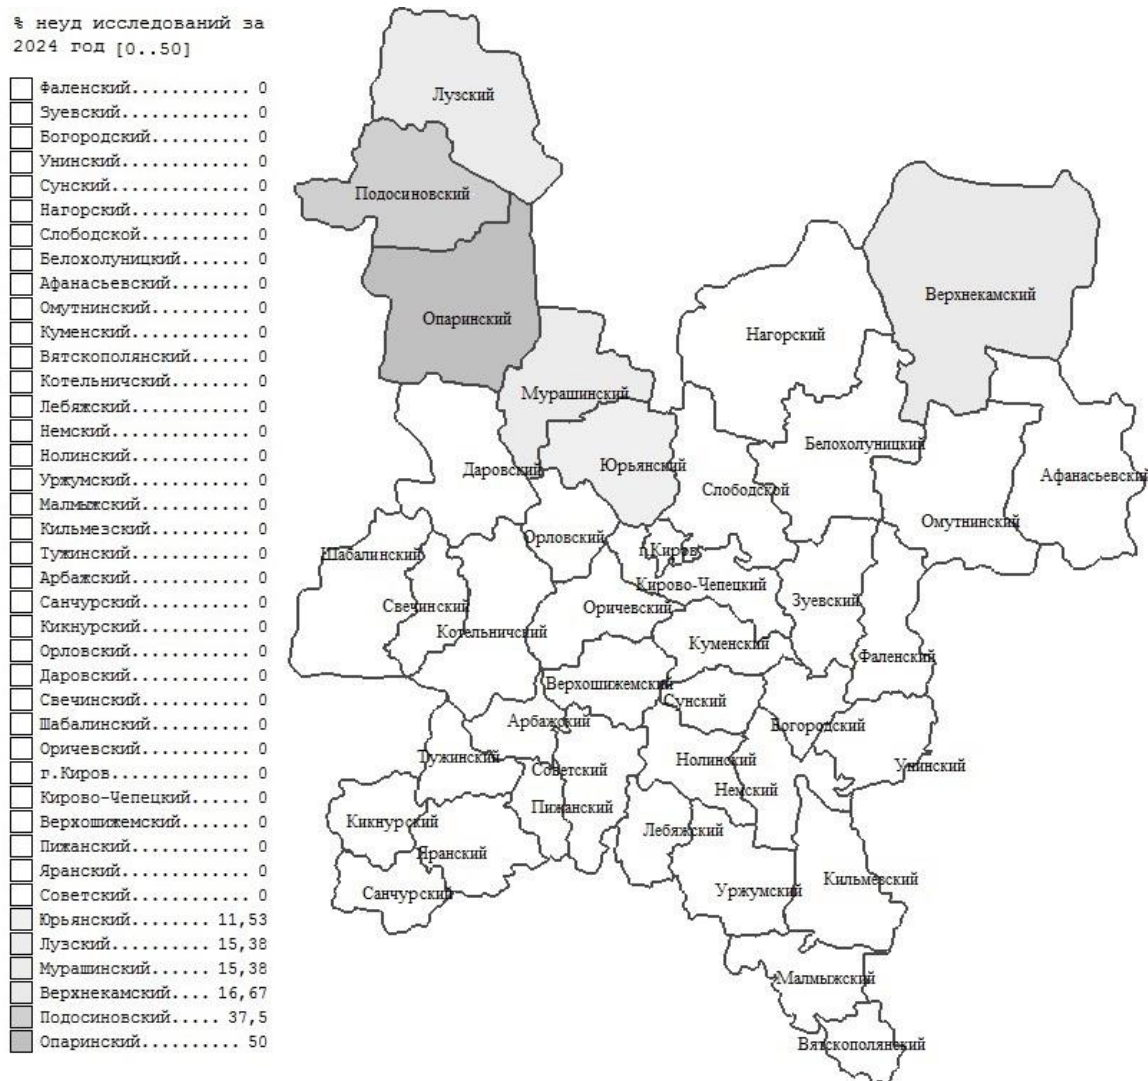 % неуд исследований за
2024 год [0..50]
Фаленский............ 0
Зуевский............. 0
Богородский.......... 0
Унинский............. 0
Сунский.............. 0
Нагорский............ 0
Слободской........... 0
Белохолуницкий....... 0
Афанасьевский........ 0
Омутнинский.......... 0
Куменский............ 0
Вятскополянский...... 0
Котельничский........ 0
Лебяжский............ 0
Немский.............. 0
Нолинский............ 0
Уржумский............ 0
Малмыжский........... 0
Кильмезский.......... 0
Тужинский............ 0
Арбажский............ 0
Санчурский........... 0
Кикнурский........... 0
Орловский............ 0
Даровский............ 0
Свечинский........... 0
Шабалинский.......... 0
Оричевский........... 0
г.Киров.............. 0
Кирово-Чепецкий...... 0
Верхошижемский....... 0
Пижанский............ 0
Яранский............. 0
Советский............ 0
Юрьянский........ 11,53
Лузский.......... 15,38
Мурашинский...... 15,38
Верхнекамский.... 16,67
Подосиновский..... 37,5
Опаринский.......... 50
Лузский
Подосиновский
Верхнекамский
Опаринский
Нагорский
Мурашинский
Белохолуницкий
Юрьянский
Даровский
Афанасьевский
Слободской
Омутнинский
Орловский
г.Киров
Шабалинский
Кирово-Чепецкий
Зуевский
Свечинский
Оричевский
Котельничский
Куменский
Фаленский
Верхошижемский
Сунский
Арбажский
Богородский
Тужинский
Нолинский
Унинский
Советский
Немский
Пижанский
Кикнурский
Лебяжский
Яранский
Кильмезский
Санчурский
Уржумский
Малмыжский
Вятскополянский